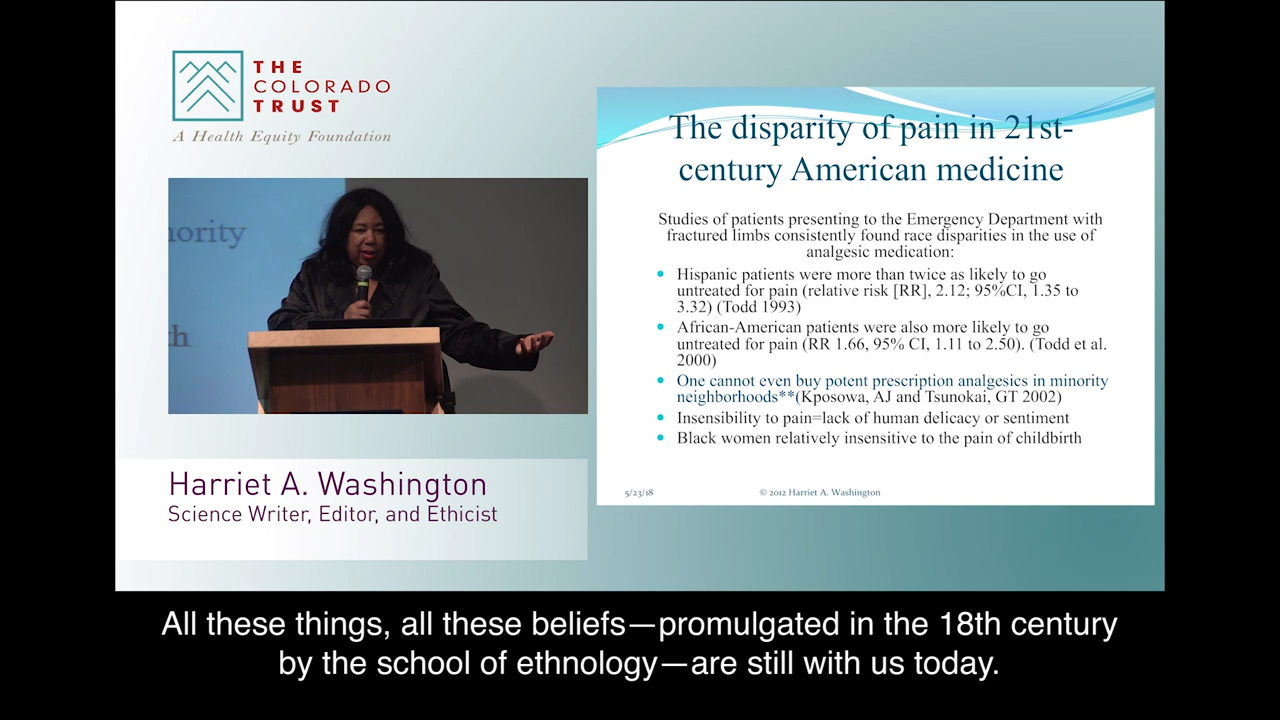 THE
COLORADO
TRUST
A Health Equity Foundation
ority
th
Harriet A. Washington
Science Writer, Editor, and Ethicist
The disparity of pain in 21st-
century American medicine
Studies of patients presenting to the Emergency Department with
fractured limbs consistently found race disparities in the use of
analgesic medication:
Hispanic patients were more than twice as likely to go
untreated for pain (relative risk [RR], 2.12; 95%CI, 1.35 to
3.32) (Todd 1993)
African-American patients were also more likely to go
untreated for pain (RR 1.66, 95% CI, 1.11 to 2.50). (Todd et al.
2000)
One cannot even buy potent prescription analgesics in minority
neighborhoods**(Kposowa, AJ and Tsunokai, GT 2002)
Insensibility to pain=lack of human delicacy or sentiment
Black women relatively insensitive to the pain of childbirth
5/23/18
© 2012 Harriet A. Washington
All these things, all these beliefs—promulgated in the 18th century
by the school of ethnology—are still with us today.